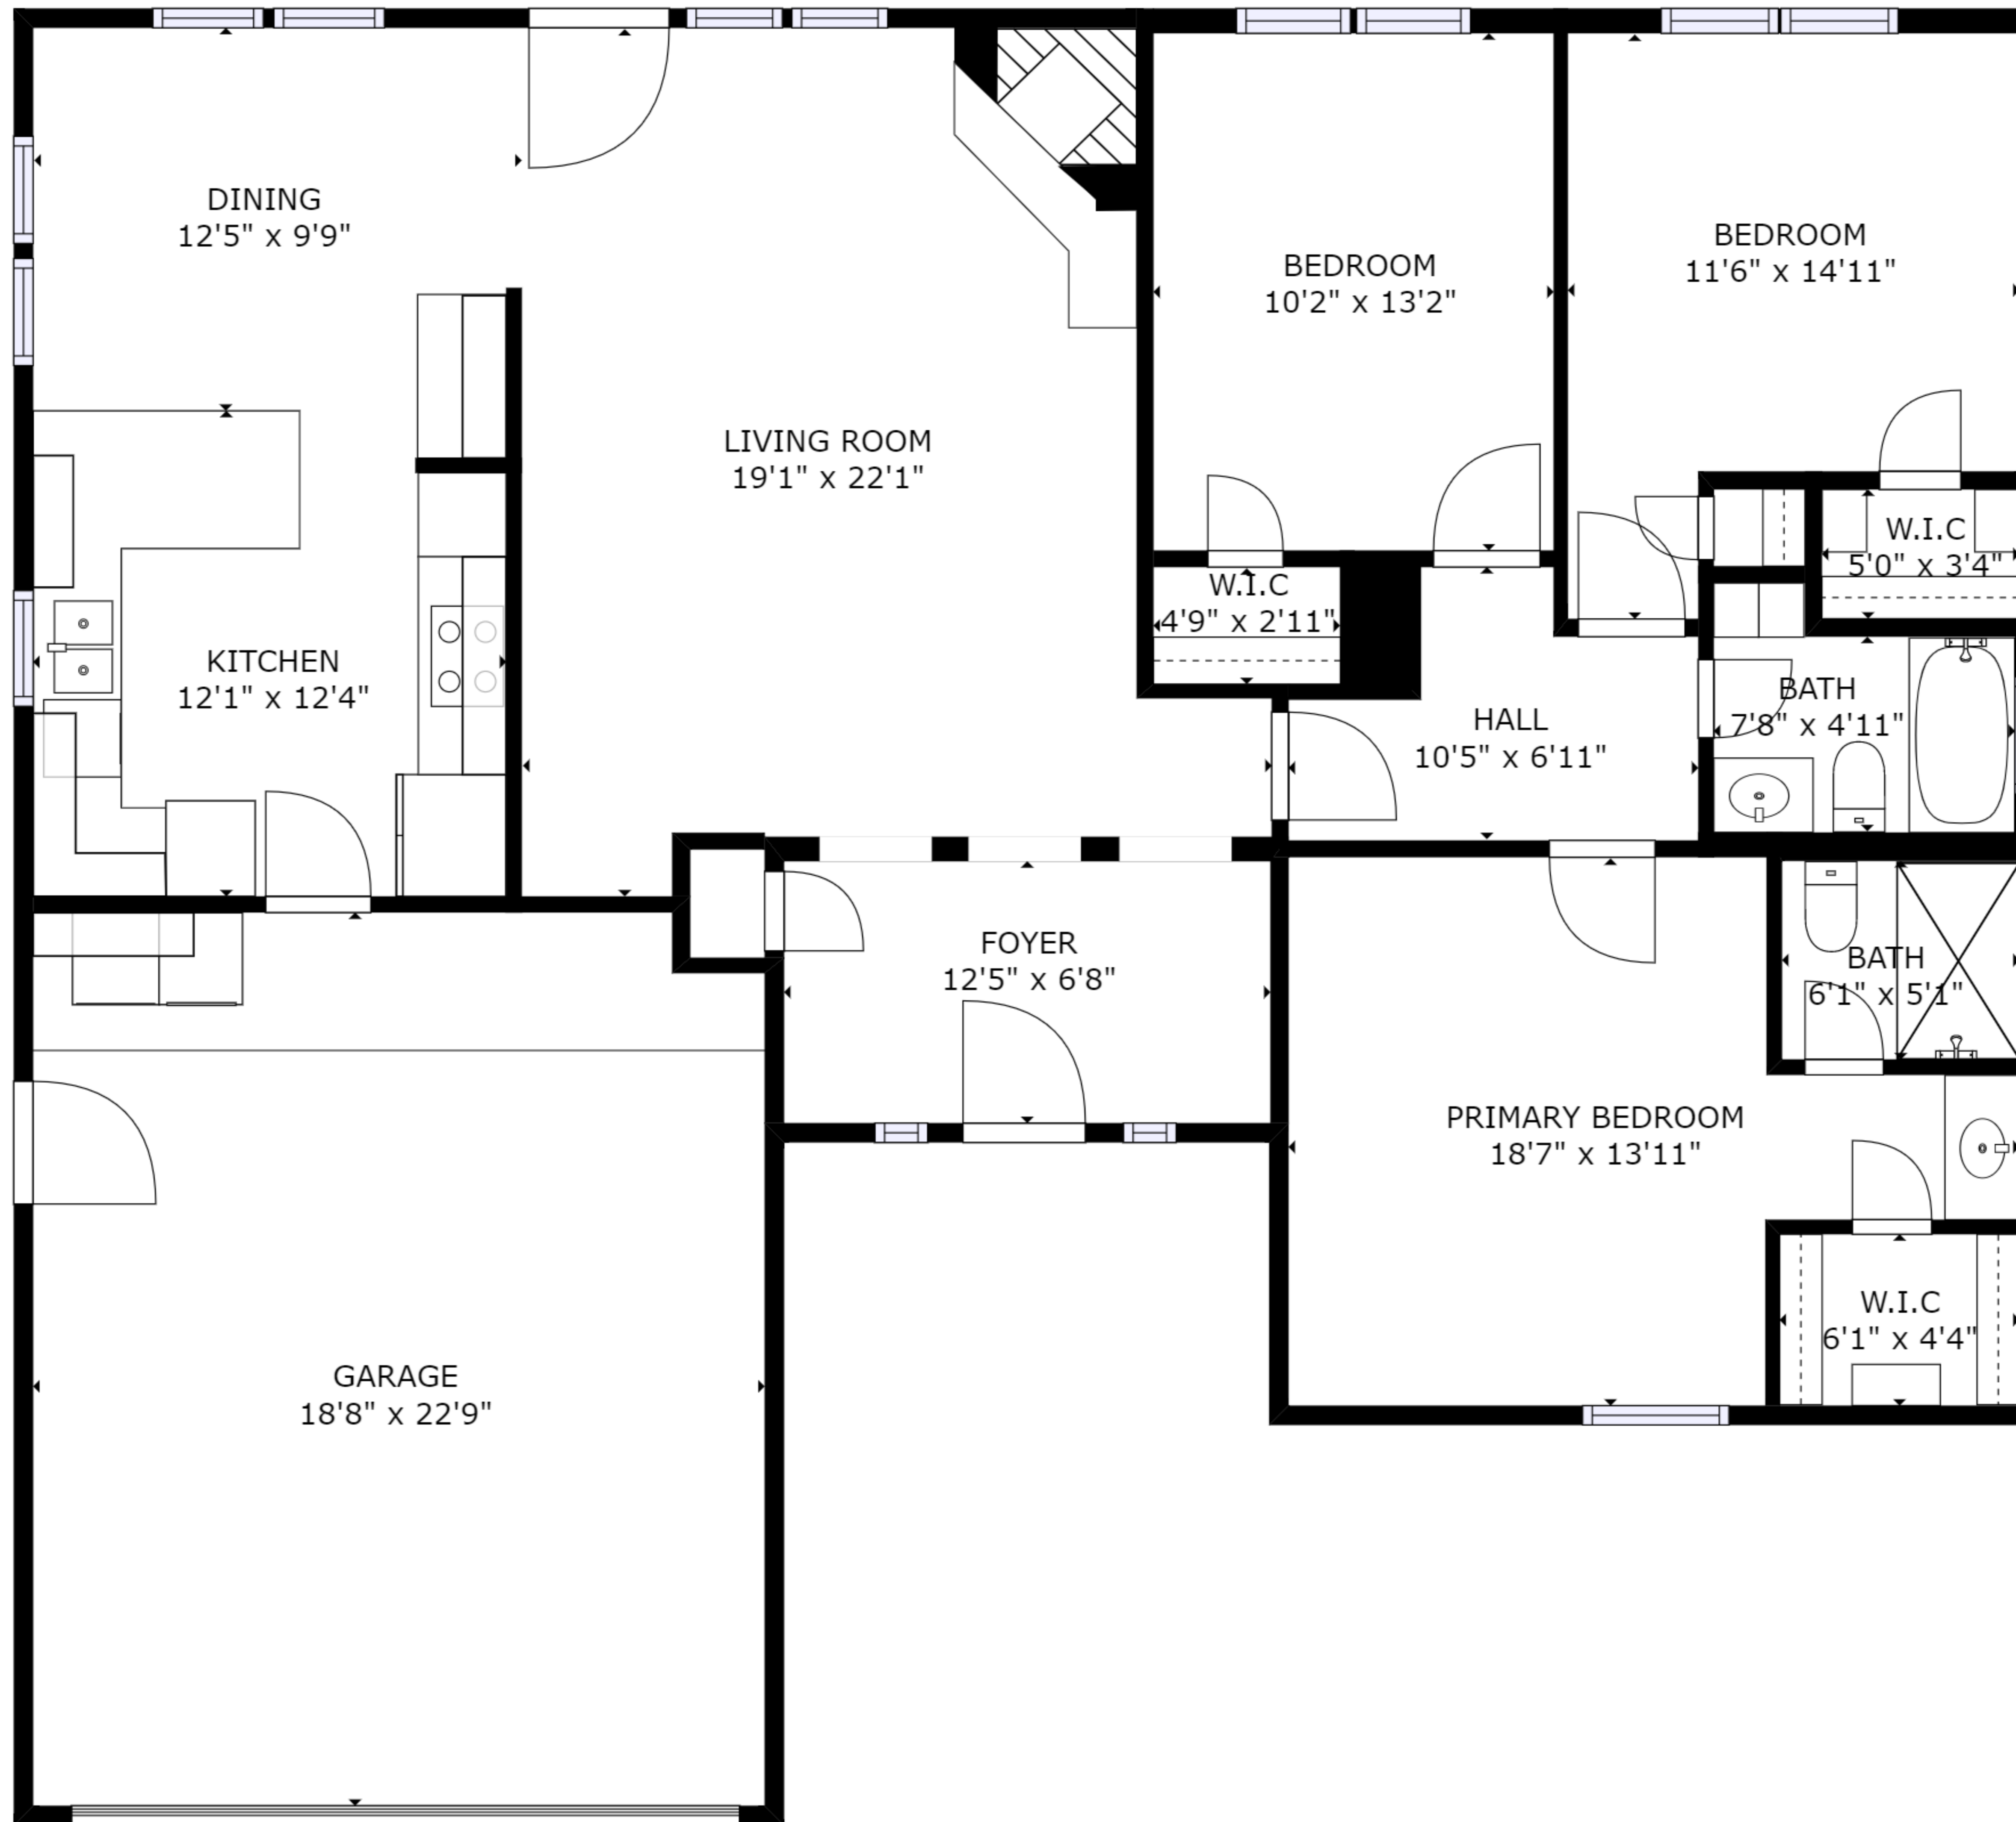 DINING
12'5" x 9'9"
BEDROOM
10'2" x 13'2"
BEDROOM
11'6" x 14'11"
LIVING ROOM
19'1" x 22'1"
W.I.C
5'0" x 3'4"
W.I.C
4'9" x 2'11"
KITCHEN
12'1" x 12'4"
BATH
7'8" x 4'11"
HALL
10'5" x 6'11"
FOYER
12'5" x 6'8"
BATH
6'1" x 5'1"
PRIMARY BEDROOM
18'7" x 13'11"
W.I.C
6'1" x 4'4"
GARAGE
18'8" x 22'9"